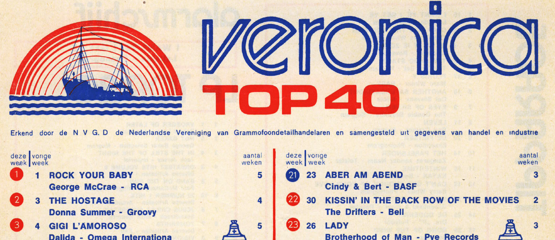 veronica
TOP 40
Erkend door de N V G. D de Nederlandse Vereniging van Grammofoondetailhandelaren en samengesteld uit gegevens van handel en industrie
deze week vorige week aantal weken
1 1 ROCK YOUR BABY 5
George McCrae - RCA
2 3 THE HOSTAGE 4
Donna Summer - Groovy
3 4 GIGI L'AMOROSO 5
Dalida - Omega Internationa
deze week vorige week aantal weken
21 23 ABER AM ABEND 3
Cindy & Bert - BASF
22 30 KISSIN' IN THE BACK ROW OF THE MOVIES 2
The Drifters - Bell
23 26 LADY 3
Brotherhood of Man - Pye Records